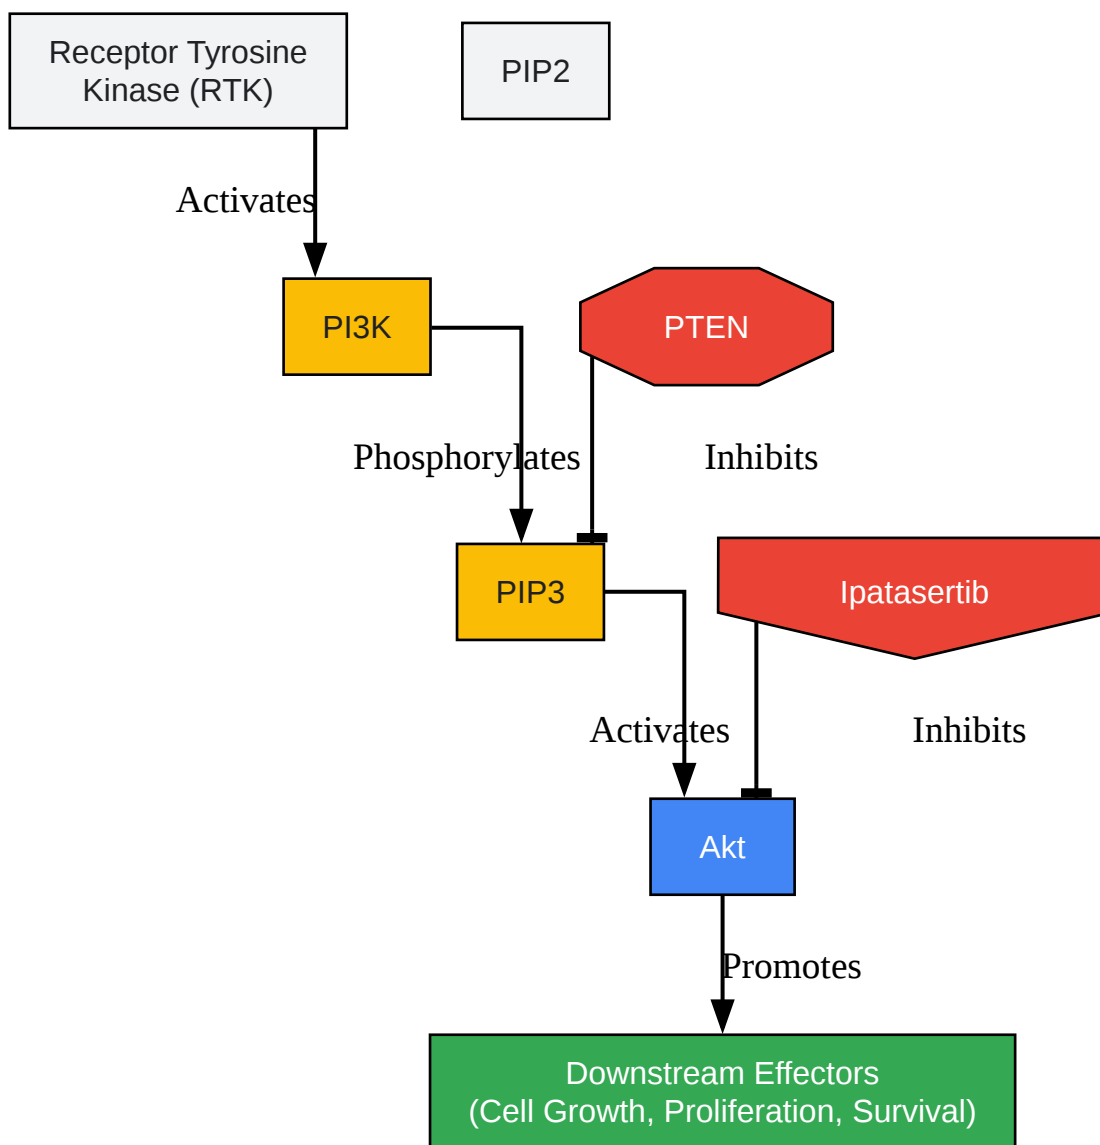 Receptor Tyrosine
Kinase (RTK)
PIP2
Activates
PI3K
PTEN
Phosphorylates
Inhibits
PIP3
Ipatasertib
Activates
Inhibits
Akt
Promotes
Downstream Effectors
(Cell Growth, Proliferation, Survival)